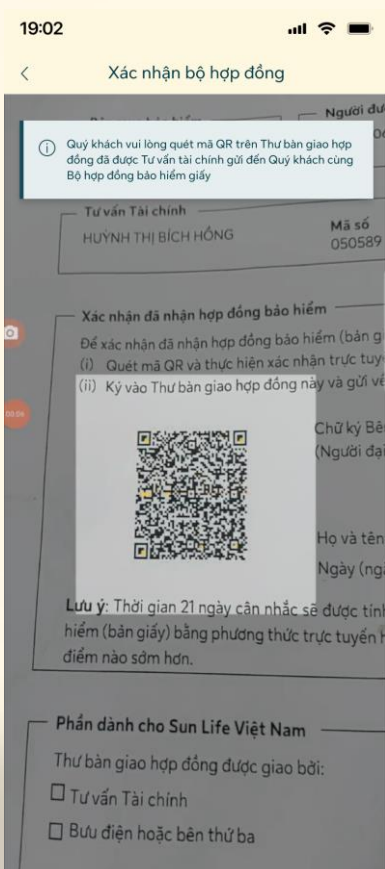 19:02
Xác nhận bộ hợp đồng
Người đư
Quý khách vui lòng quét mã QR trên Thư bàn giao hợp
đồng đã được Tư vấn tài chính gửi đến Quý khách cùng
Bộ hợp đồng bảo hiểm giấy
Tư vấn Tài chính
HUỲNH THỊ BÍCH HỒNG
Mã số
050589
Xác nhận đã nhận hợp đồng bảo hiểm
Để xác nhận đã nhận hợp đồng bảo hiểm (bản g
(i) Quét mã QR và thực hiện xác nhận trực tuy
(ii) Ký vào Thư bàn giao hợp đồng này và gửi về
00:06
Chữ ký Bê
(Người đại
Họ và tên
Ngày (ngà
Lưu ý: Thời gian 21 ngày cân nhắc sẽ được tính
hiểm (bản giấy) bằng phương thức trực tuyến h
điểm nào sớm hơn.
Phần dành cho Sun Life Việt Nam
Thư bàn giao hợp đồng được giao bởi:
Tư vấn Tài chính
Bưu điện hoặc bên thứ ba